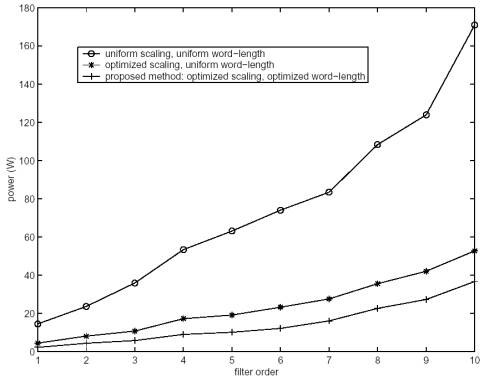 180
160
140
120
100
80
60
40
20
0
power (W)
uniform scaling, uniform word-length
optimized scaling, uniform word-length
proposed method: optimized scaling, optimized word-length
1 2 3 4 5 6 7 8 9 10
filter order